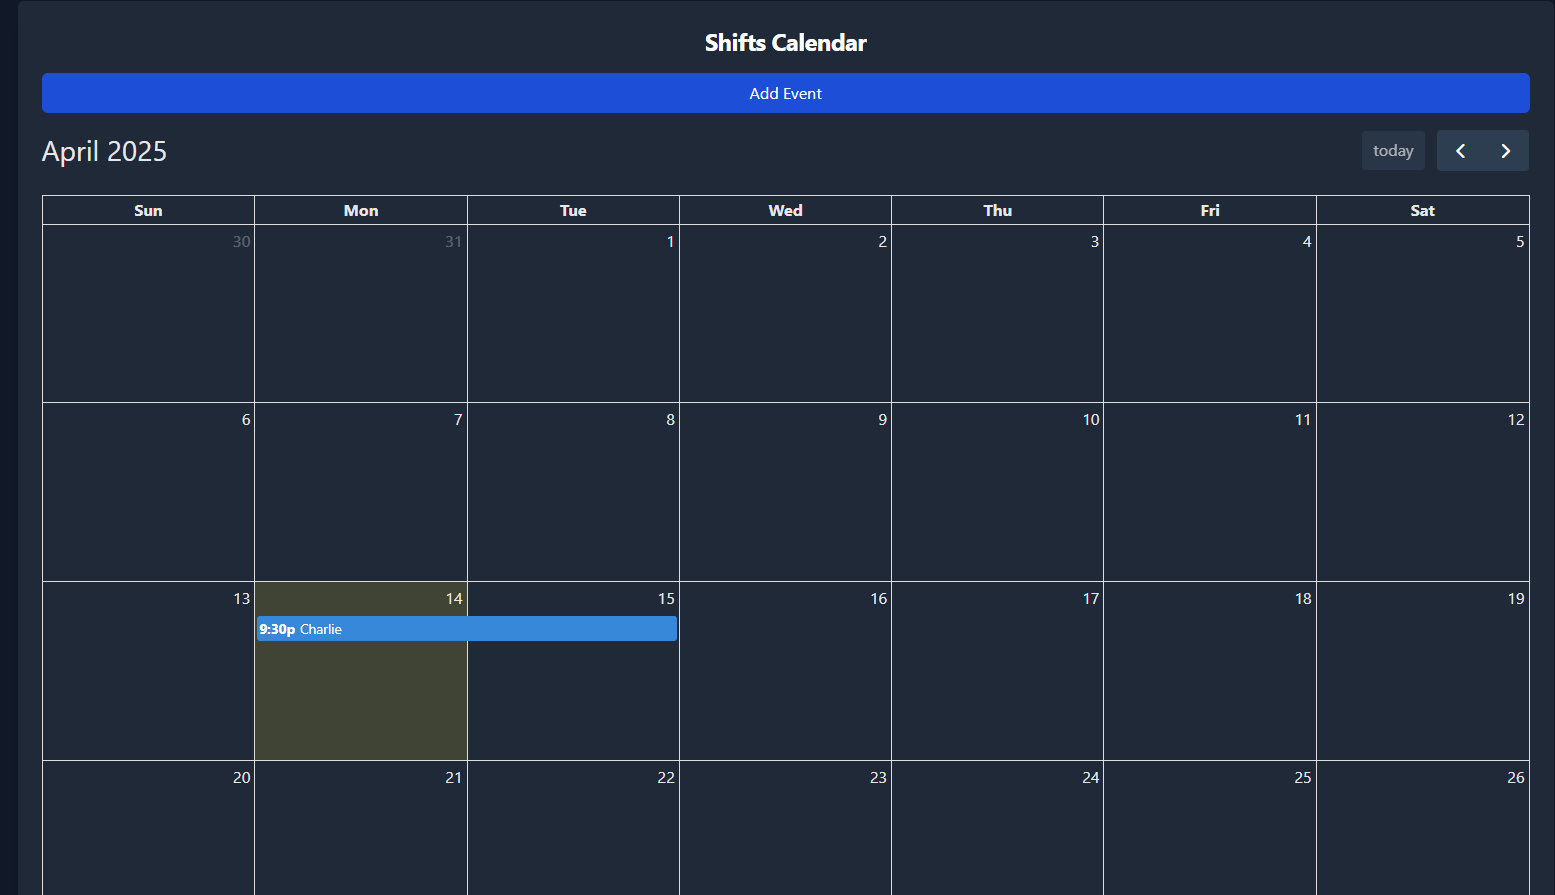 Shifts Calendar
Add Event
April 2025
today
Sun Mon Tue Wed Thu Fri Sat
30 31 1 2 3 4 5
6 7 8 9 10 11 12
13 14 15 16 17 18 19
9:30p Charlie
20 21 22 23 24 25 26